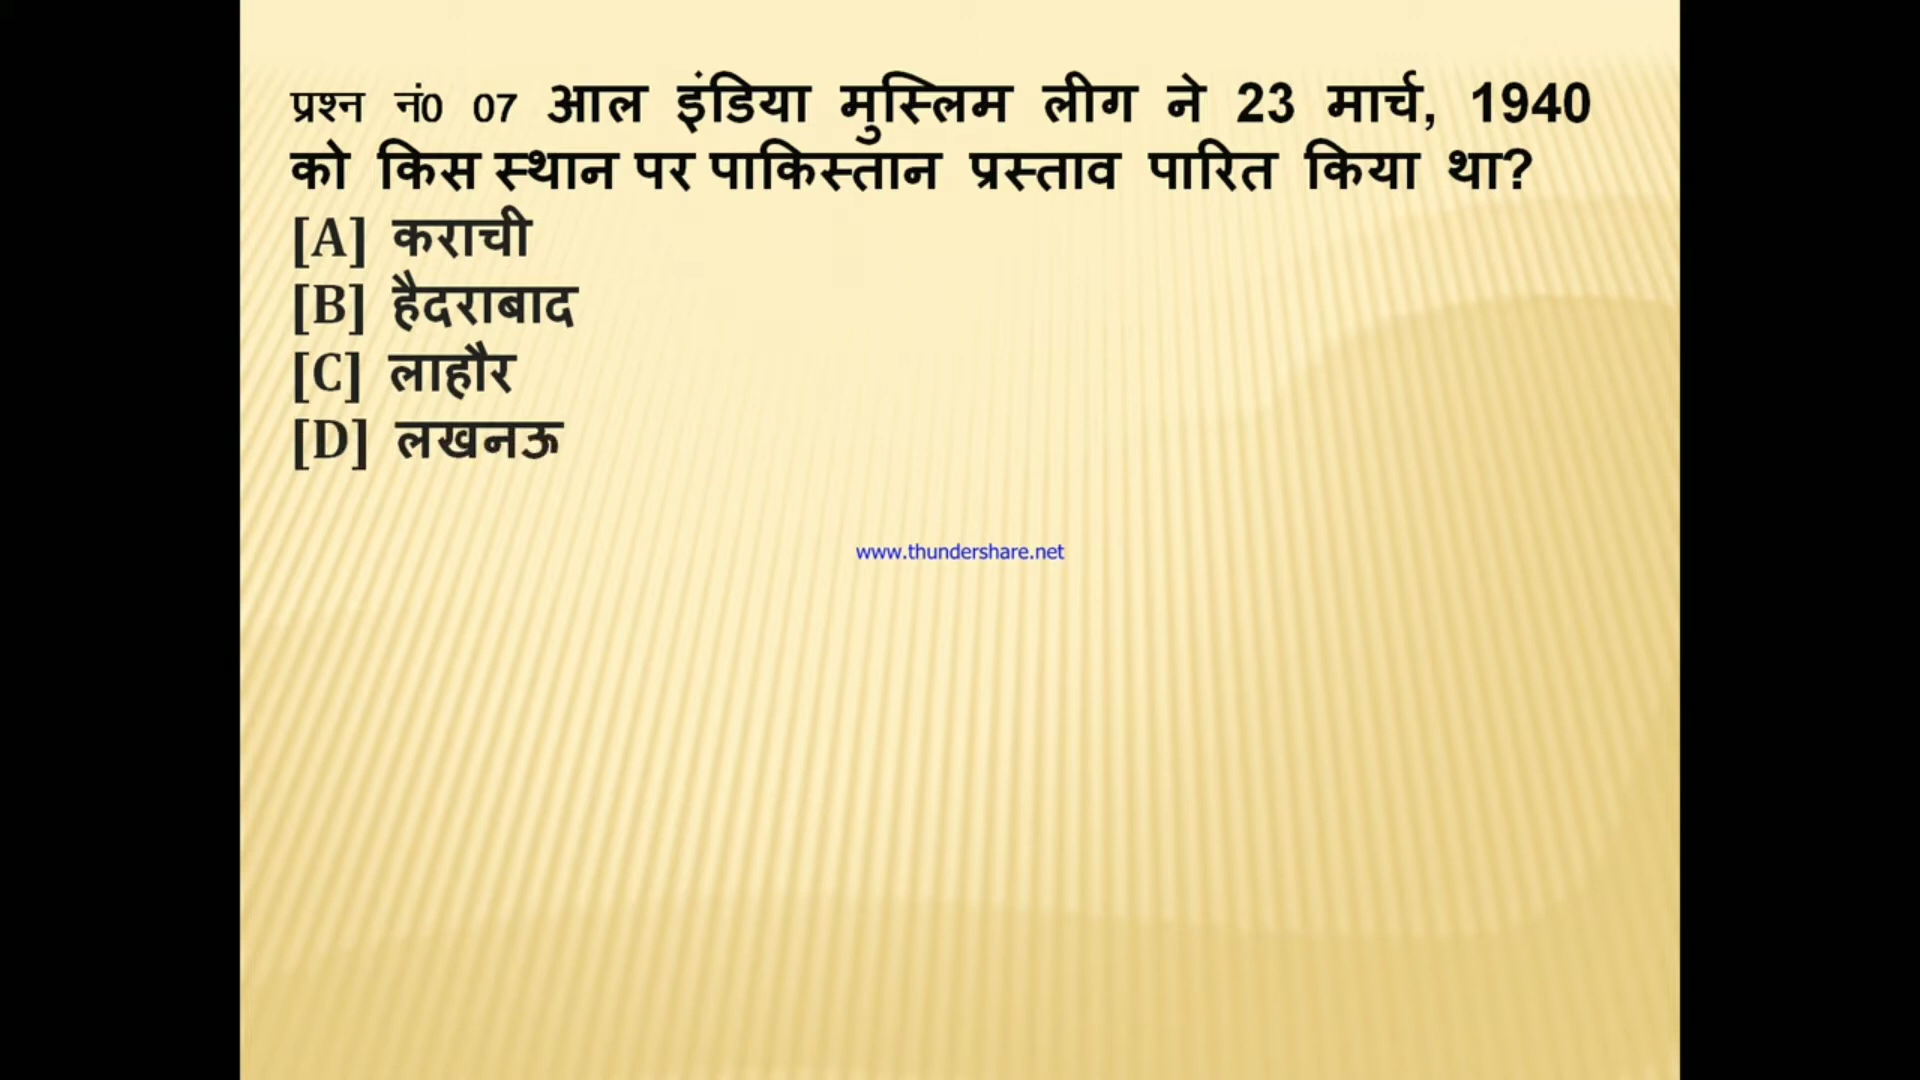 प्रश्न नं0 07 आल इंडिया मुस्लिम लीग ने 23 मार्च, 1940
को किस स्थान पर पाकिस्तान प्रस्ताव पारित किया था?
[A] कराची
[B] हैदराबाद
[C] लाहौर
[D] लखनऊ
www.thundershare.net